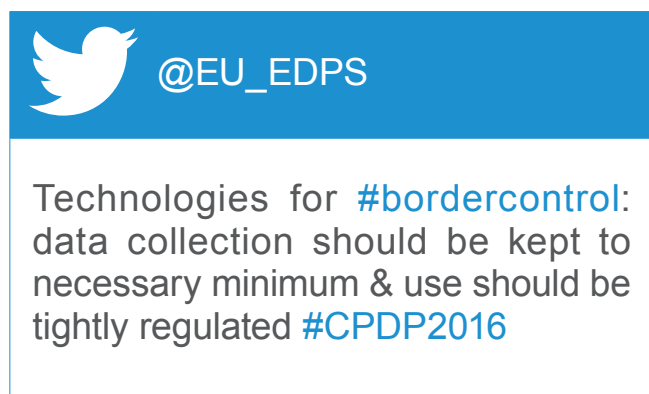 @EU_EDPS
Technologies for #bordercontrol:
data collection should be kept to
necessary minimum & use should be
tightly regulated #CPDP2016